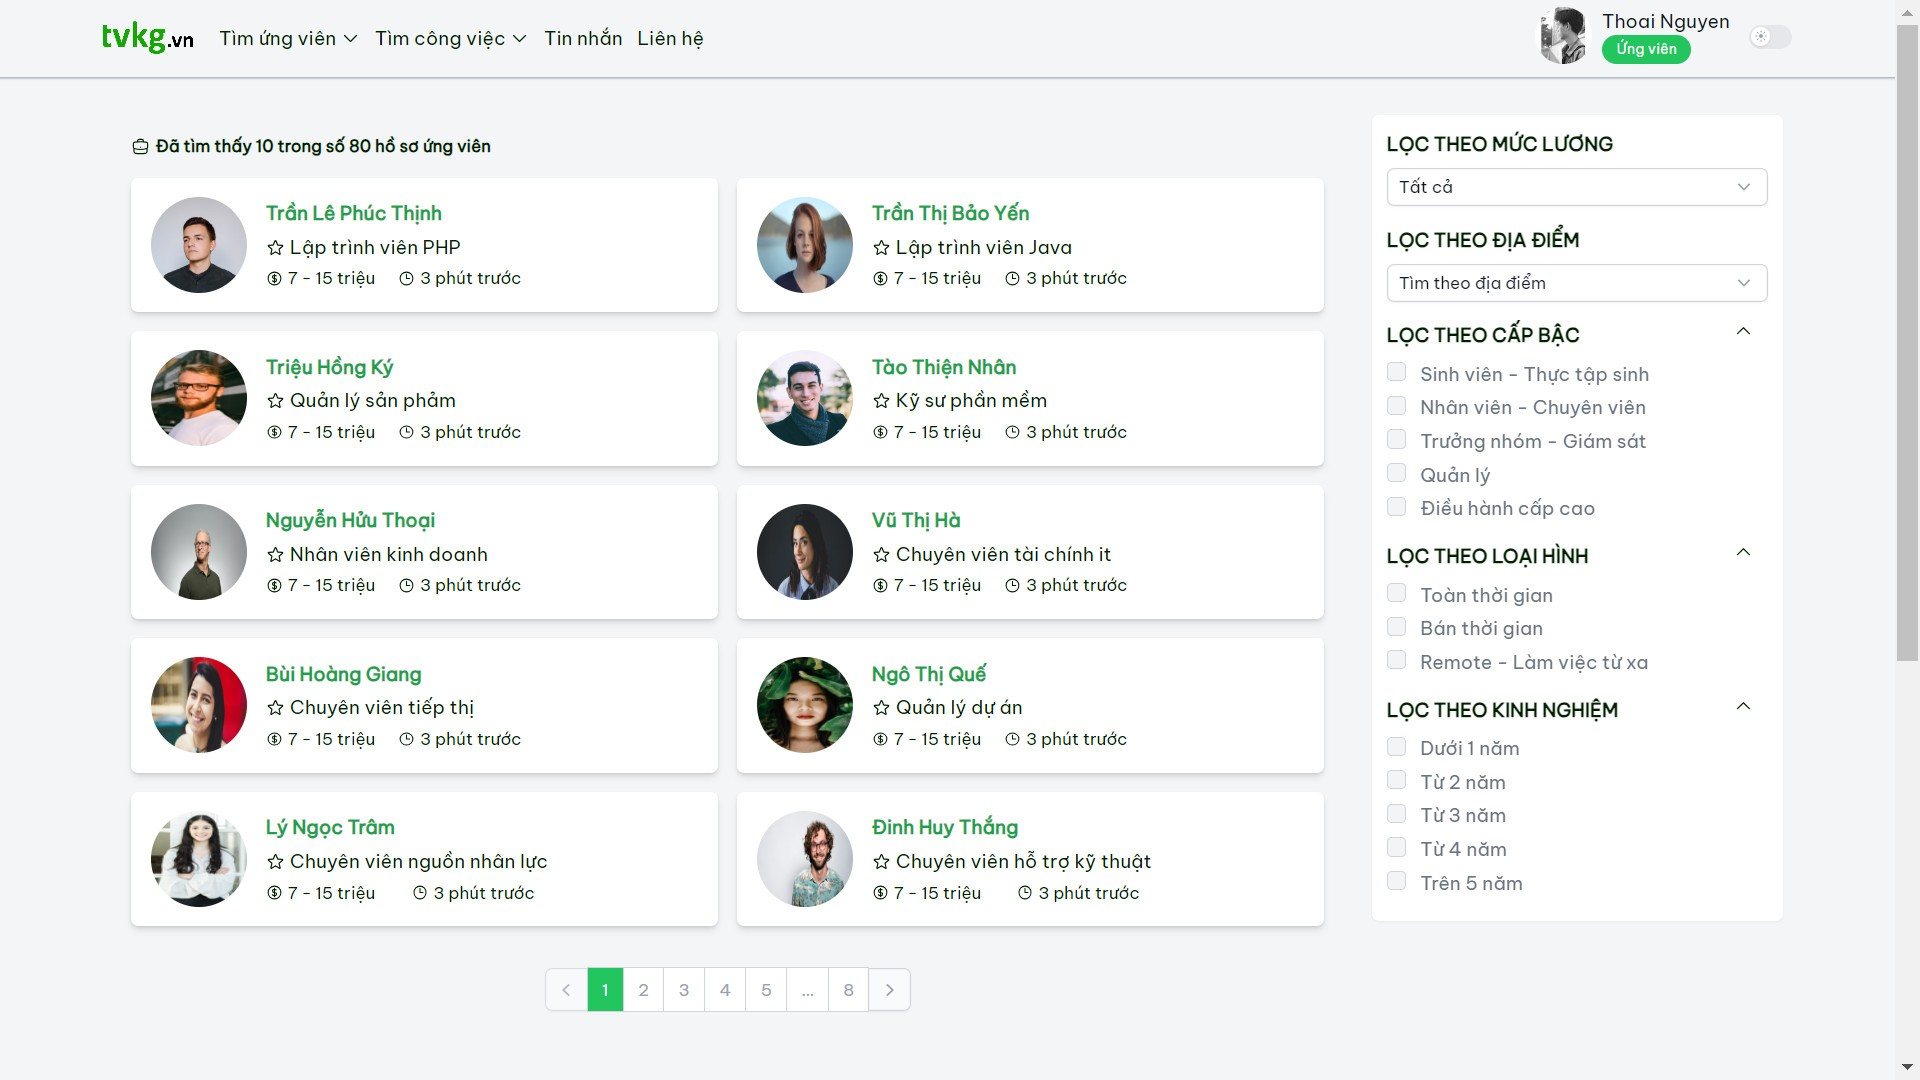 tvkg.vn
Tìm ứng viên
Tìm công việc
Tin nhắn
Liên hệ
Thoai Nguyen
Ứng viên
Đã tìm thấy 10 trong số 80 hồ sơ ứng viên
Trần Lê Phúc Thịnh
Lập trình viên PHP
7 - 15 triệu 3 phút trước
Trần Thị Bảo Yến
Lập trình viên Java
7 - 15 triệu 3 phút trước
Triệu Hồng Ký
Quản lý sản phảm
7 - 15 triệu 3 phút trước
Tào Thiện Nhân
Kỹ sư phần mềm
7 - 15 triệu 3 phút trước
Nguyễn Hửu Thoại
Nhân viên kinh doanh
7 - 15 triệu 3 phút trước
Vũ Thị Hà
Chuyên viên tài chính it
7 - 15 triệu 3 phút trước
Bùi Hoàng Giang
Chuyên viên tiếp thị
7 - 15 triệu 3 phút trước
Ngô Thị Quế
Quản lý dự án
7 - 15 triệu 3 phút trước
Lý Ngọc Trâm
Chuyên viên nguồn nhân lực
7 - 15 triệu 3 phút trước
Đinh Huy Thắng
Chuyên viên hỗ trợ kỹ thuật
7 - 15 triệu 3 phút trước
1 2 3 4 5 ... 8
LỌC THEO MỨC LƯƠNG
Tất cả
LỌC THEO ĐỊA ĐIỂM
Tìm theo địa điểm
LỌC THEO CẤP BẬC
Sinh viên - Thực tập sinh
Nhân viên - Chuyên viên
Trưởng nhóm - Giám sát
Quản lý
Điều hành cấp cao
LỌC THEO LOẠI HÌNH
Toàn thời gian
Bán thời gian
Remote - Làm việc từ xa
LỌC THEO KINH NGHIỆM
Dưới 1 năm
Từ 2 năm
Từ 3 năm
Từ 4 năm
Trên 5 năm